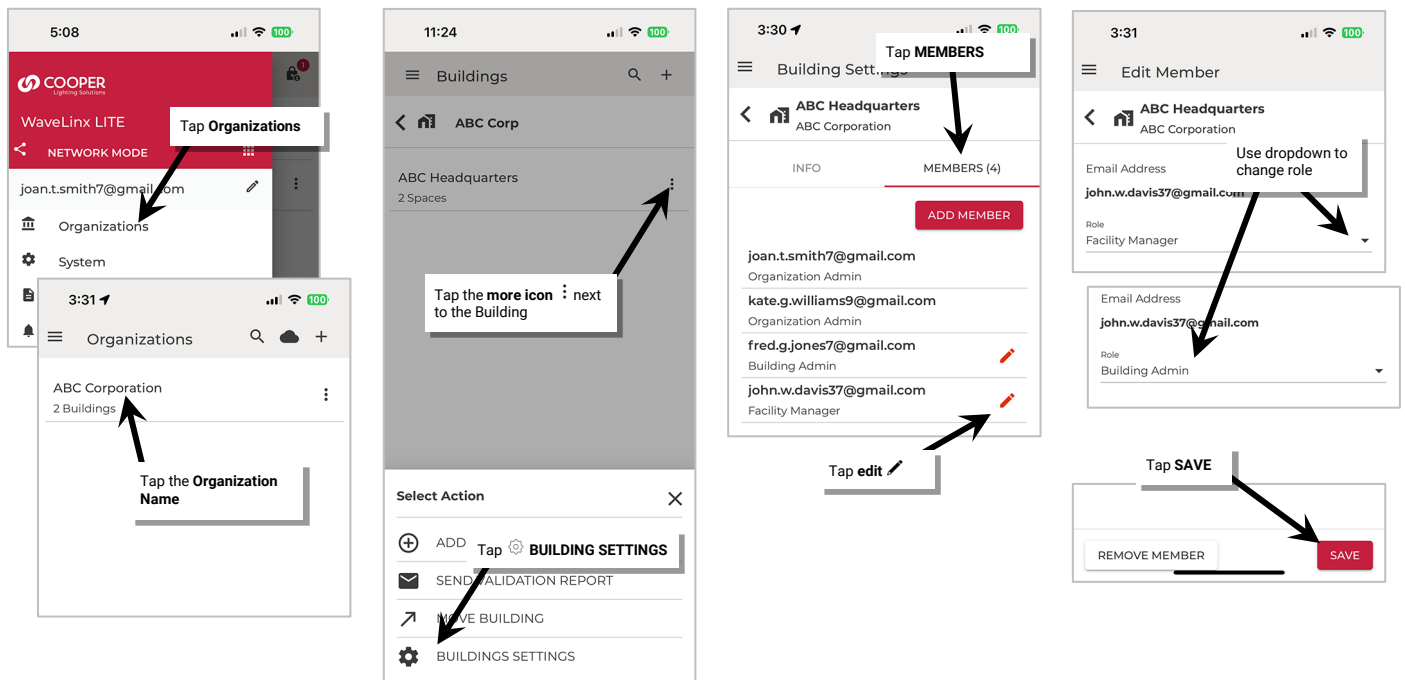 5:08
100
COOPER
Lighting Solutions
1
WaveLinx LITE
NETWORK MODE
Tap Organizations
joan.t.smith7@gmail.com
Organizations
System
3:31
100
Organizations
ABC Corporation
2 Buildings
Tap the Organization
Name
11:24
100
Buildings
ABC Corp
ABC Headquarters
2 Spaces
Tap the more icon ⋮ next
to the Building
Select Action
ADD
Tap BUILDING SETTINGS
SEND VALIDATION REPORT
MOVE BUILDING
BUILDINGS SETTINGS
3:30
100
Tap MEMBERS
Building Settings
ABC Headquarters
ABC Corporation
INFO
MEMBERS (4)
ADD MEMBER
joan.t.smith7@gmail.com
Organization Admin
kate.g.williams9@gmail.com
Organization Admin
fred.g.jones7@gmail.com
Building Admin
john.w.davis37@gmail.com
Facility Manager
Tap edit
3:31
100
Edit Member
ABC Headquarters
ABC Corporation
Use dropdown to
change role
Email Address
john.w.davis37@gmail.com
Role
Facility Manager
Email Address
john.w.davis37@gmail.com
Role
Building Admin
Tap SAVE
REMOVE MEMBER
SAVE